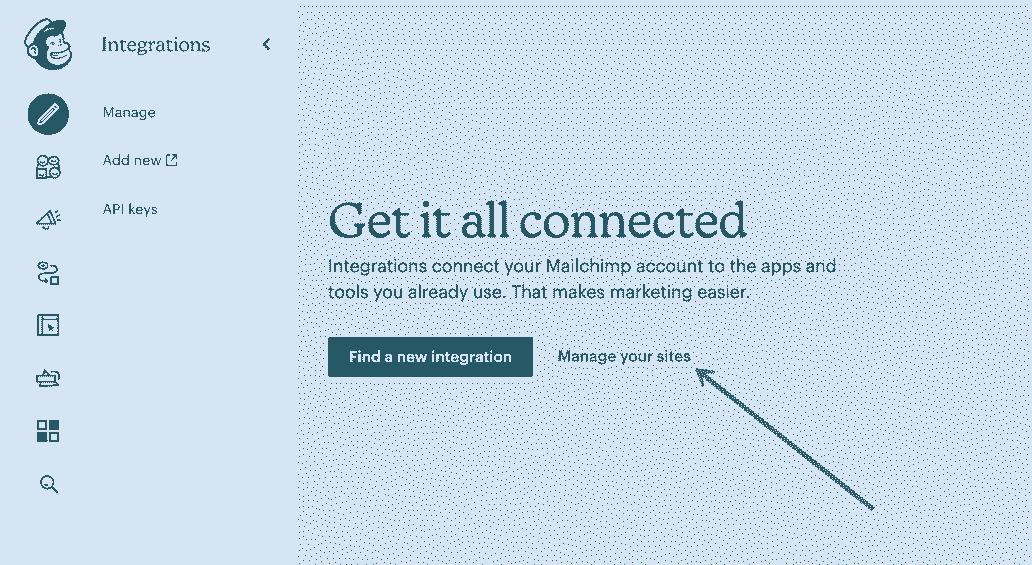 Integrations
Manage
Add new
API keys
Get it all connected
Integrations connect your Mailchimp account to the apps and
tools you already use. That makes marketing easier.
Find a new integration
Manage your sites